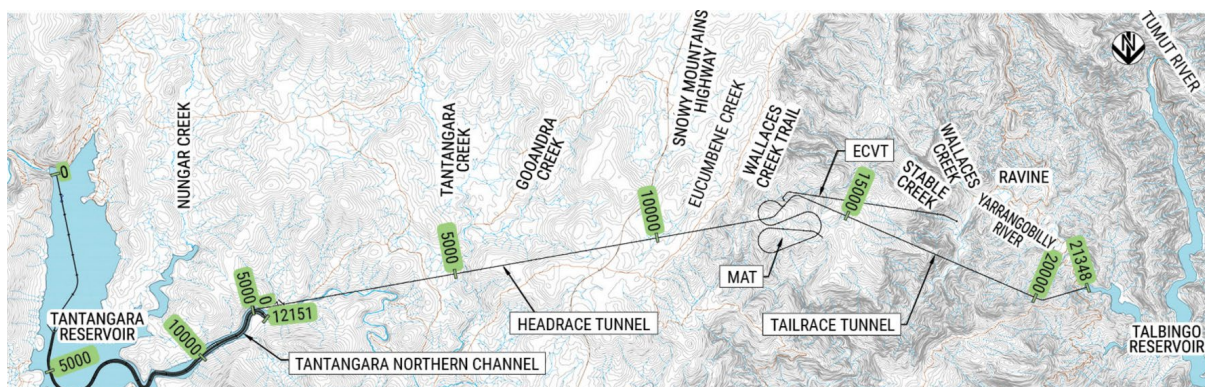 TUMUT RIVER
N
0
NUNGAR CREEK
TANTANGARA
CREEK
GOOANDRA
CREEK
SNOWY MOUNTAINS
HIGHWAY
EUCUMBENE CREEK
WALLACES
CREEK TRAIL
ECVT
15000
WALLACES
CREEK
STABLE
CREEK
RAVINE
YARRANGOBILLY
RIVER
10000
5000
MAT
20000
21348
5000
0
12151
TANTANGARA
RESERVOIR
HEADRACE TUNNEL
TAILRACE TUNNEL
TALBINGO
RESERVOIR
10000
5000
TANTANGARA NORTHERN CHANNEL